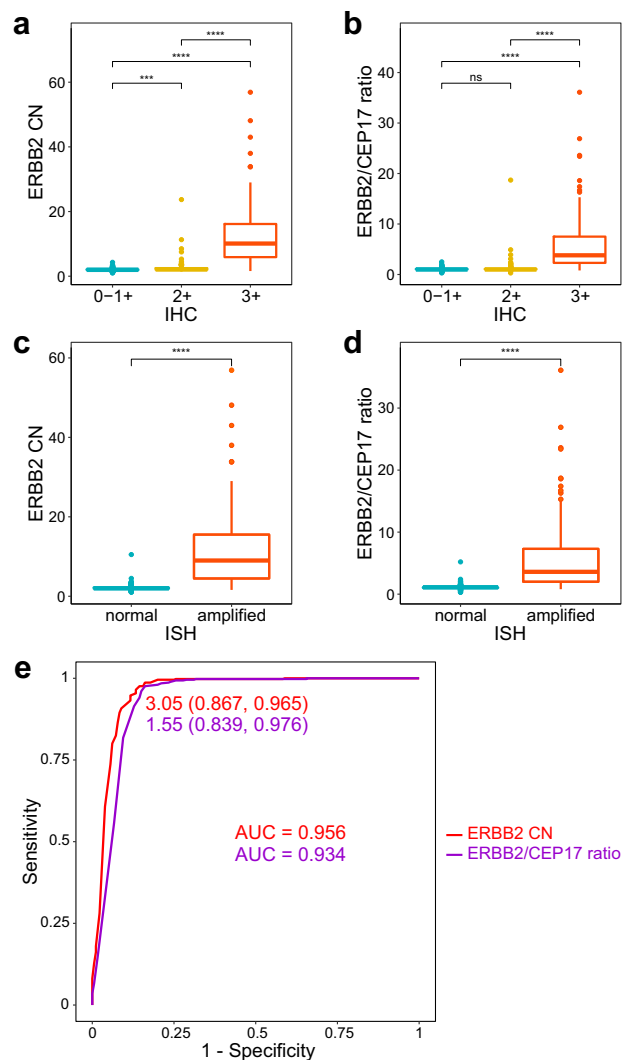 a
****
****
***
ERBB2 CN
60
40
20
0
0−1+ 2+ 3+
IHC
b
****
****
ns
ERBB2/CEP17 ratio
40
30
20
10
0
0−1+ 2+ 3+
IHC
c
****
ERBB2 CN
60
40
20
0
normal amplified
ISH
d
****
ERBB2/CEP17 ratio
30
20
10
0
normal amplified
ISH
e
Sensitivity
1
0.75
0.5
0.25
0
3.05 (0.867, 0.965)
1.55 (0.839, 0.976)
AUC = 0.956
AUC = 0.934
ERBB2 CN
ERBB2/CEP17 ratio
0 0.25 0.5 0.75 1
1 - Specificity